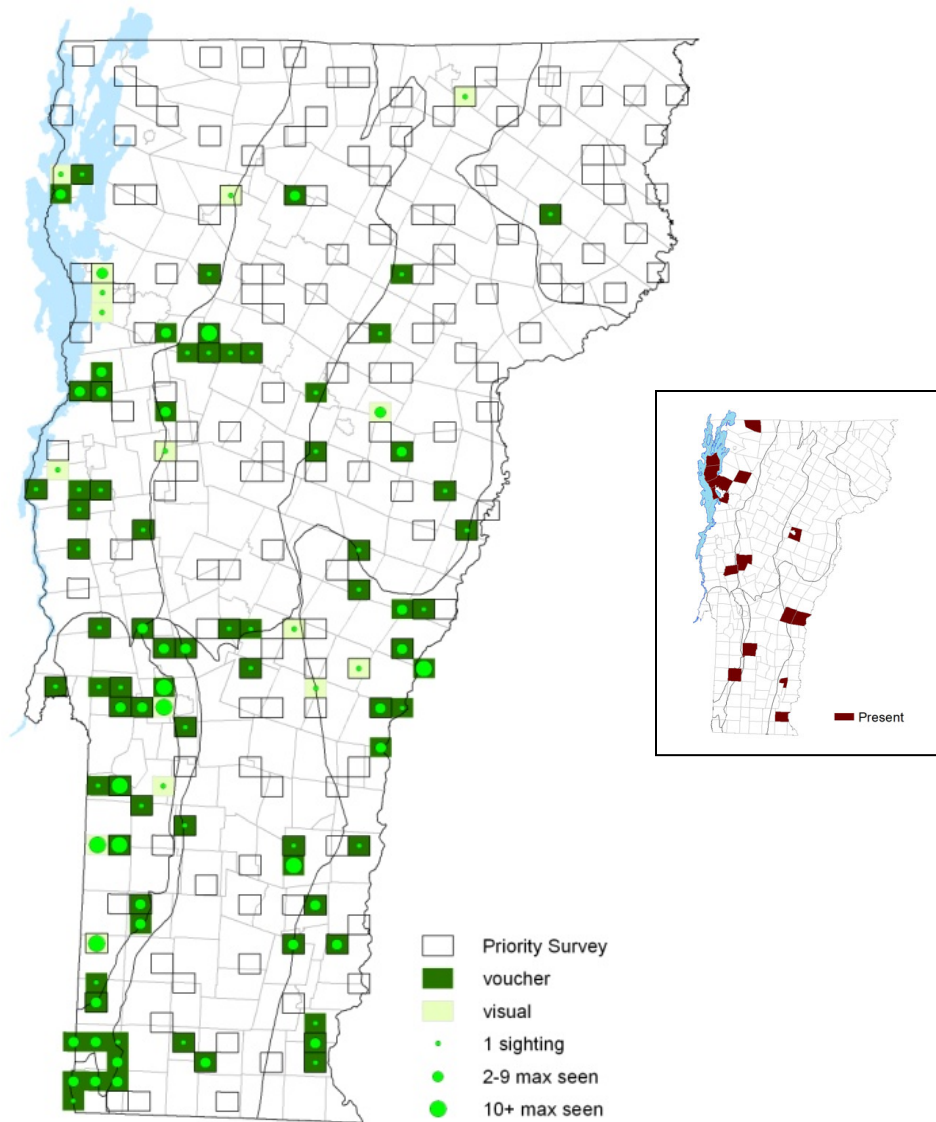 Present
Priority Survey
voucher
visual
1 sighting
2-9 max seen
10+ max seen